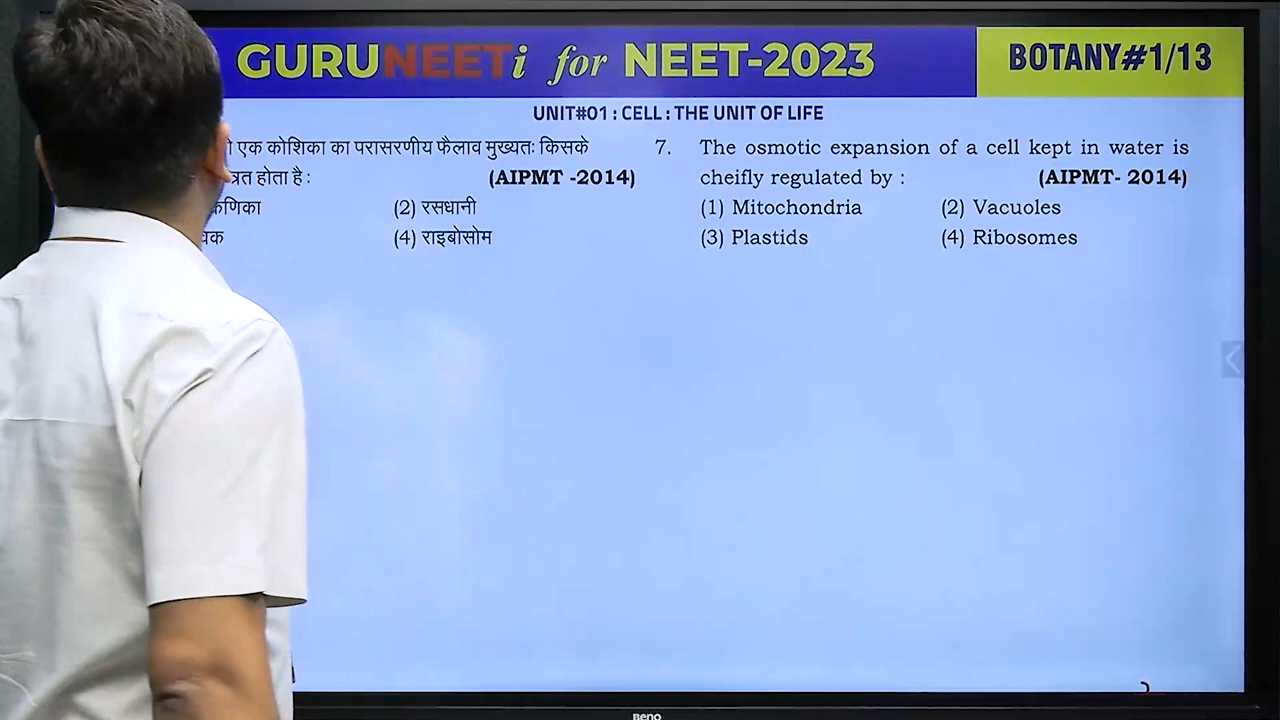 GURUNEETi for NEET-2023
BOTANY#1/13
UNIT#01 : CELL : THE UNIT OF LIFE
एक कोशिका का परासरणीय फैलाव मुख्यतः किसके
होता है :
(AIPMT -2014)
(2) रसधानी
(4) राइबोसोम
7. The osmotic expansion of a cell kept in water is
cheifly regulated by :
(AIPMT- 2014)
(1) Mitochondria
(2) Vacuoles
(3) Plastids
(4) Ribosomes
BenQ